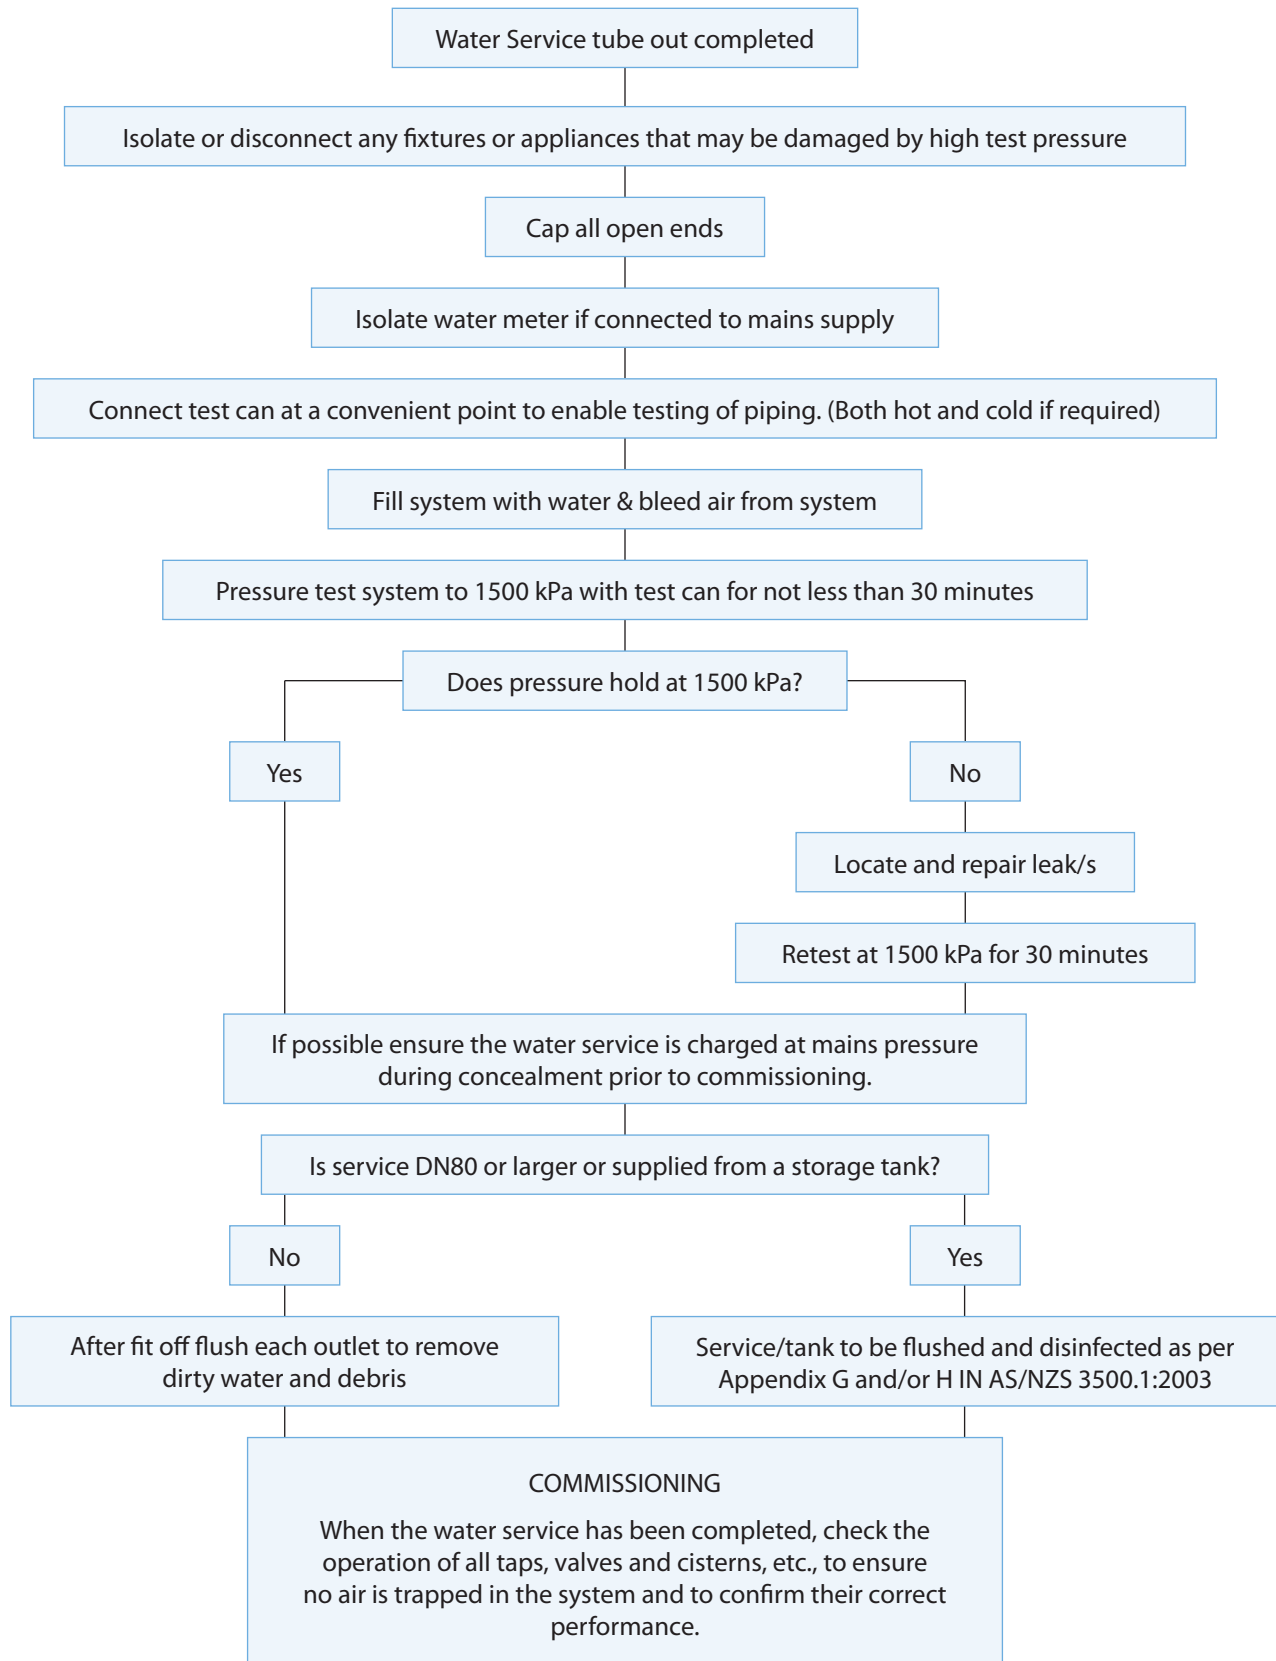 Water Service tube out completed
Isolate or disconnect any fixtures or appliances that may be damaged by high test pressure
Cap all open ends
Isolate water meter if connected to mains supply
Connect test can at a convenient point to enable testing of piping. (Both hot and cold if required)
Fill system with water & bleed air from system
Pressure test system to 1500 kPa with test can for not less than 30 minutes
Does pressure hold at 1500 kPa?
Yes
No
Locate and repair leak/s
Retest at 1500 kPa for 30 minutes
If possible ensure the water service is charged at mains pressure
during concealment prior to commissioning.
Is service DN80 or larger or supplied from a storage tank?
No
Yes
After fit off flush each outlet to remove
dirty water and debris
Service/tank to be flushed and disinfected as per
Appendix G and/or H IN AS/NZS 3500.1:2003
COMMISSIONING
When the water service has been completed, check the
operation of all taps, valves and cisterns, etc., to ensure
no air is trapped in the system and to confirm their correct
performance.